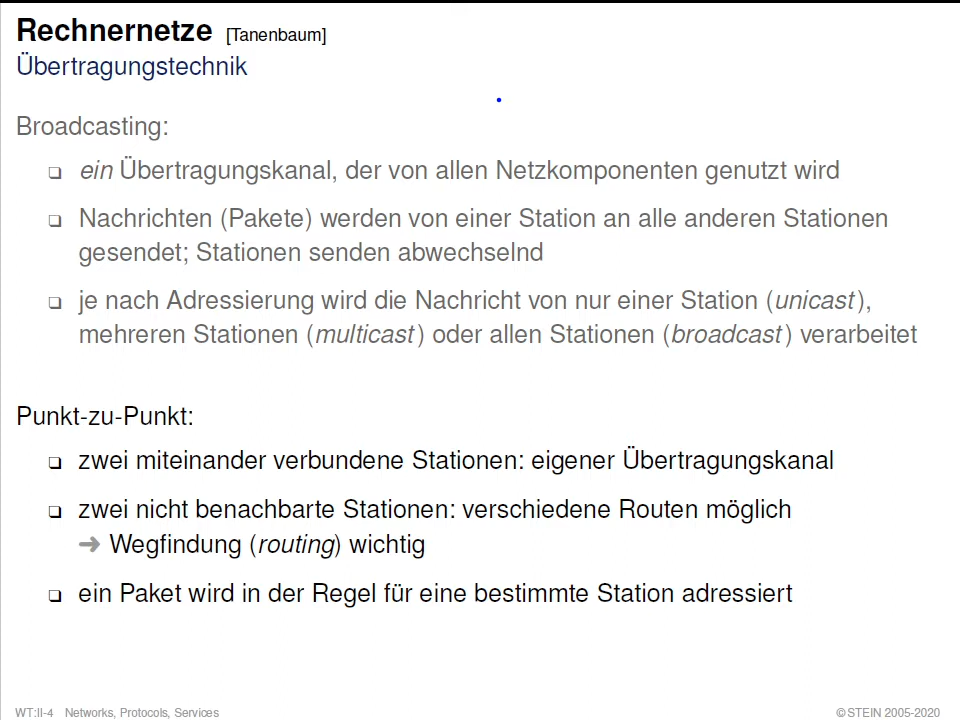 Rechnernetze [Tanenbaum]
Übertragungstechnik
Broadcasting:
❑ ein Übertragungskanal, der von allen Netzkomponenten genutzt wird
❑ Nachrichten (Pakete) werden von einer Station an alle anderen Stationen
gesendet; Stationen senden abwechselnd
❑ je nach Adressierung wird die Nachricht von nur einer Station (unicast),
mehreren Stationen (multicast) oder allen Stationen (broadcast) verarbeitet
Punkt-zu-Punkt:
❑ zwei miteinander verbundene Stationen: eigener Übertragungskanal
❑ zwei nicht benachbarte Stationen: verschiedene Routen möglich
➜ Wegfindung (routing) wichtig
❑ ein Paket wird in der Regel für eine bestimmte Station adressiert
WT:II-4 Networks, Protocols, Services
©STEIN 2005-2020